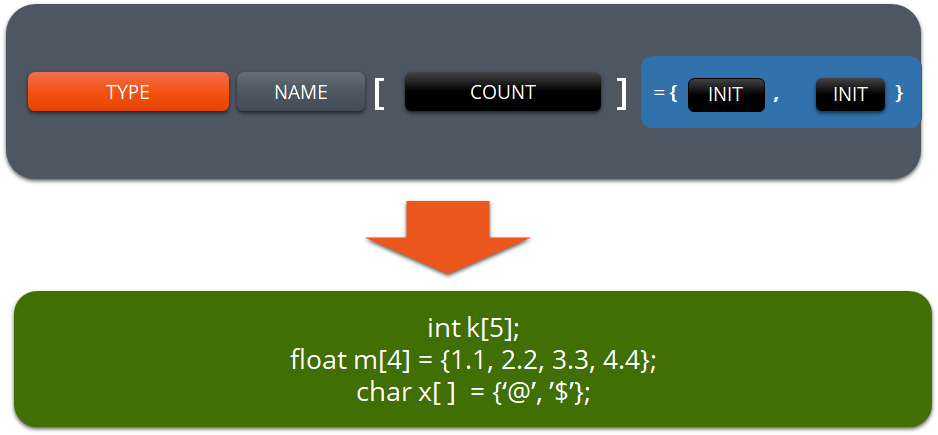 TYPE NAME [ COUNT ] ={ INIT , INIT }
int k[5];
float m[4] = {1.1, 2.2, 3.3, 4.4};
char x[ ]  = {‘@’, ’$’};